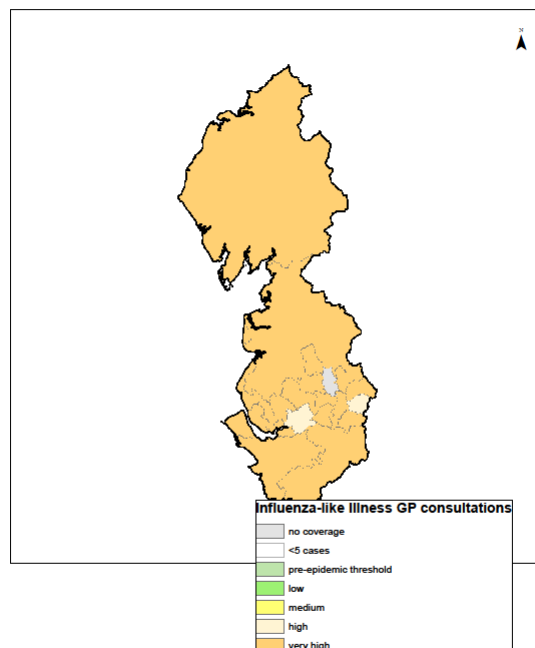 N
Influenza-like Illness GP consultations
no coverage
<5 cases
pre-epidemic threshold
low
medium
high
very high